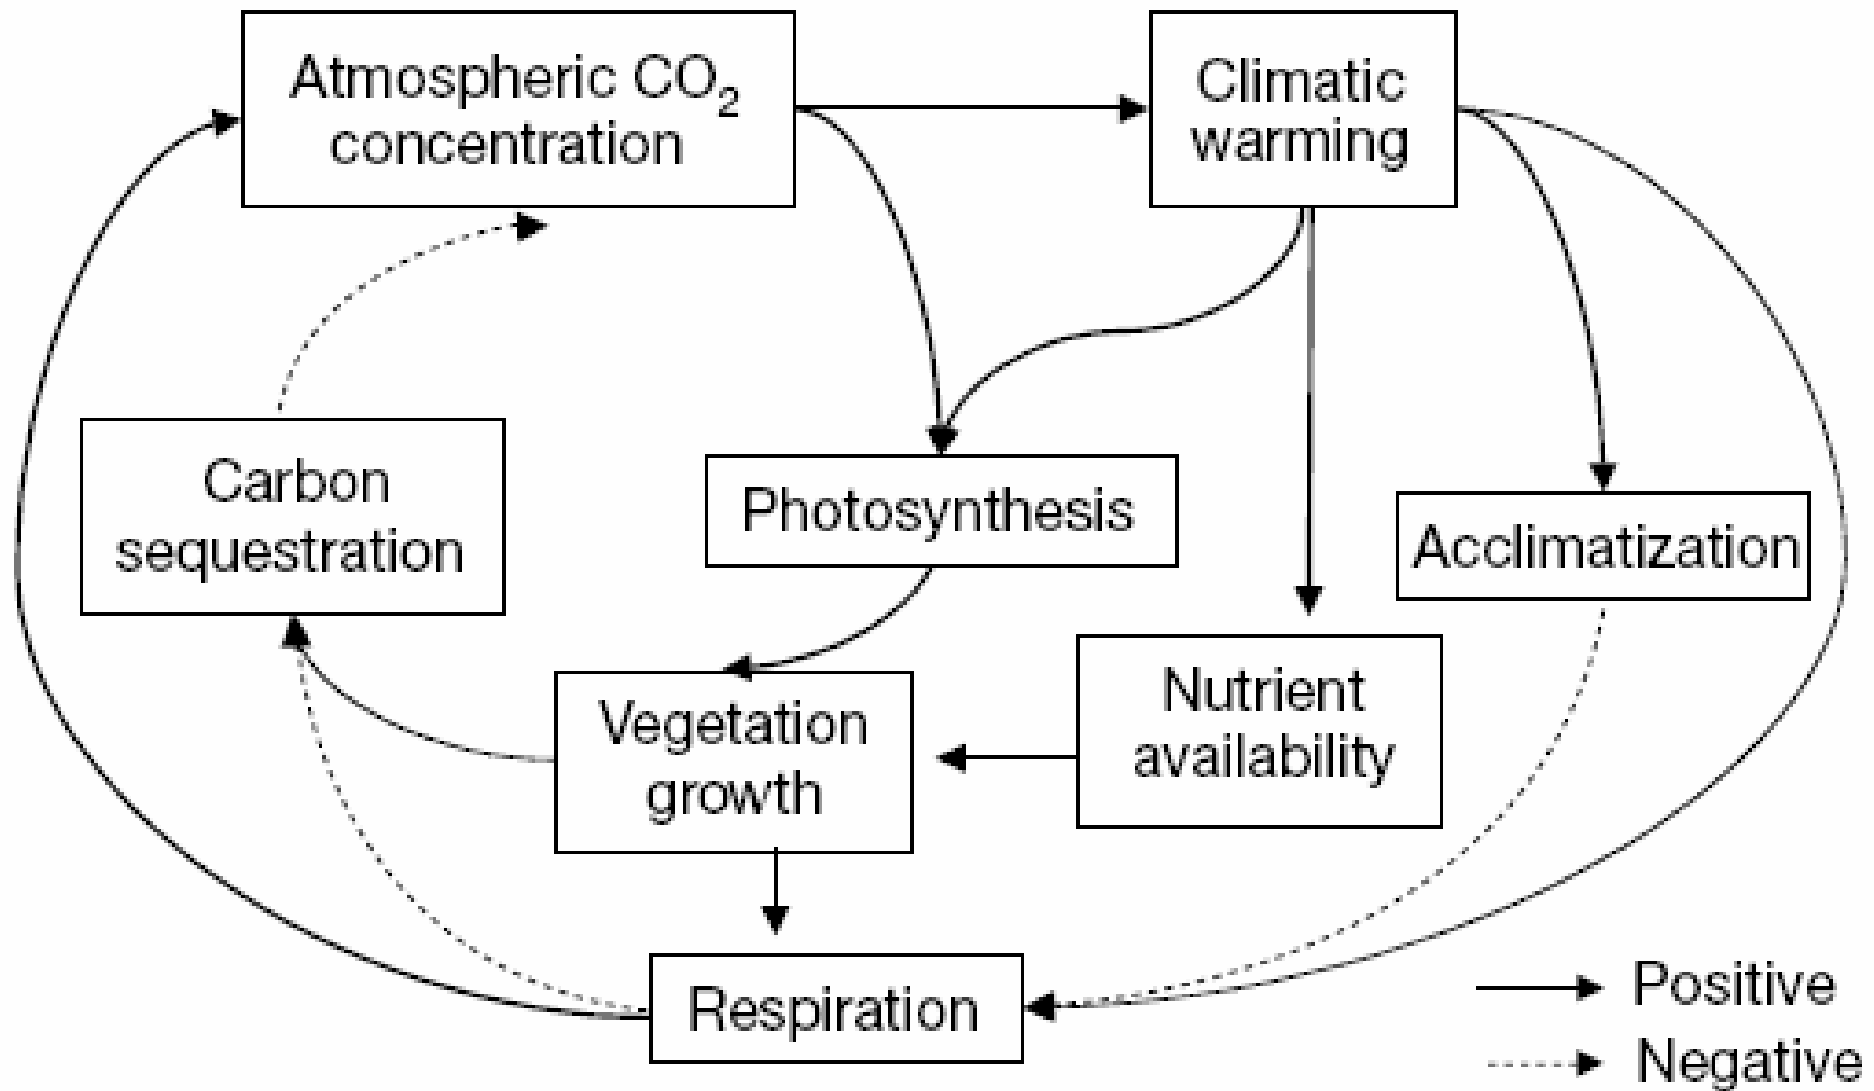 Atmospheric CO₂
concentration
Climatic
warming
Carbon
sequestration
Photosynthesis
Acclimatization
Vegetation
growth
Nutrient
availability
Respiration
Positive
Negative